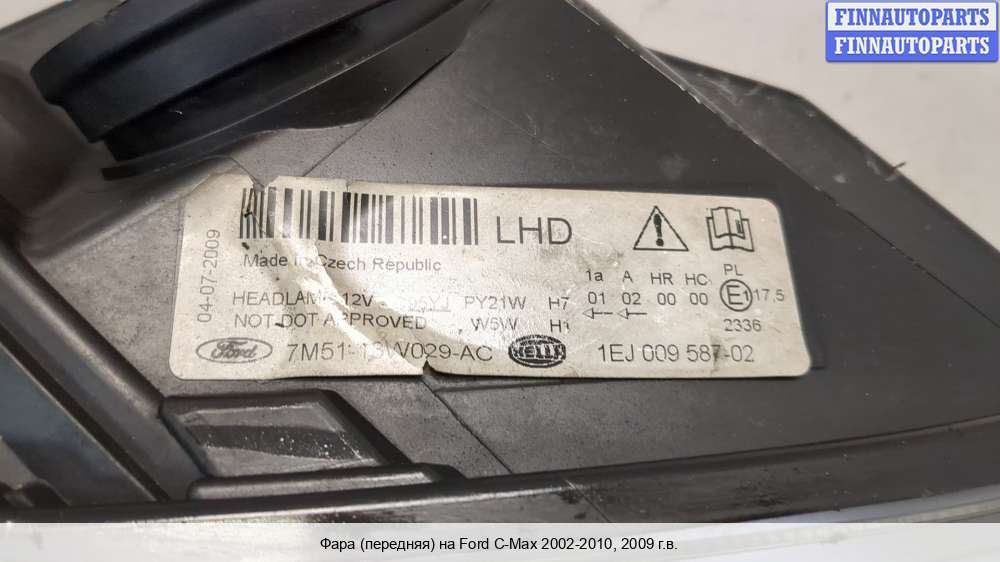 FINNAUTOPARTS
FINNAUTOPARTS
LHD
Made in Czech Republic
04-07-2009
HEADLAMP 12V PY21W H7
NOT DOT APPROVED W5W H1
1a A HR HC PL
01 02 00 00 E1 17,5
2336
Ford 7M51-13W029-AC HELLA 1EJ 009 587-02
Фара (передняя) на Ford C-Max 2002-2010, 2009 г.в.